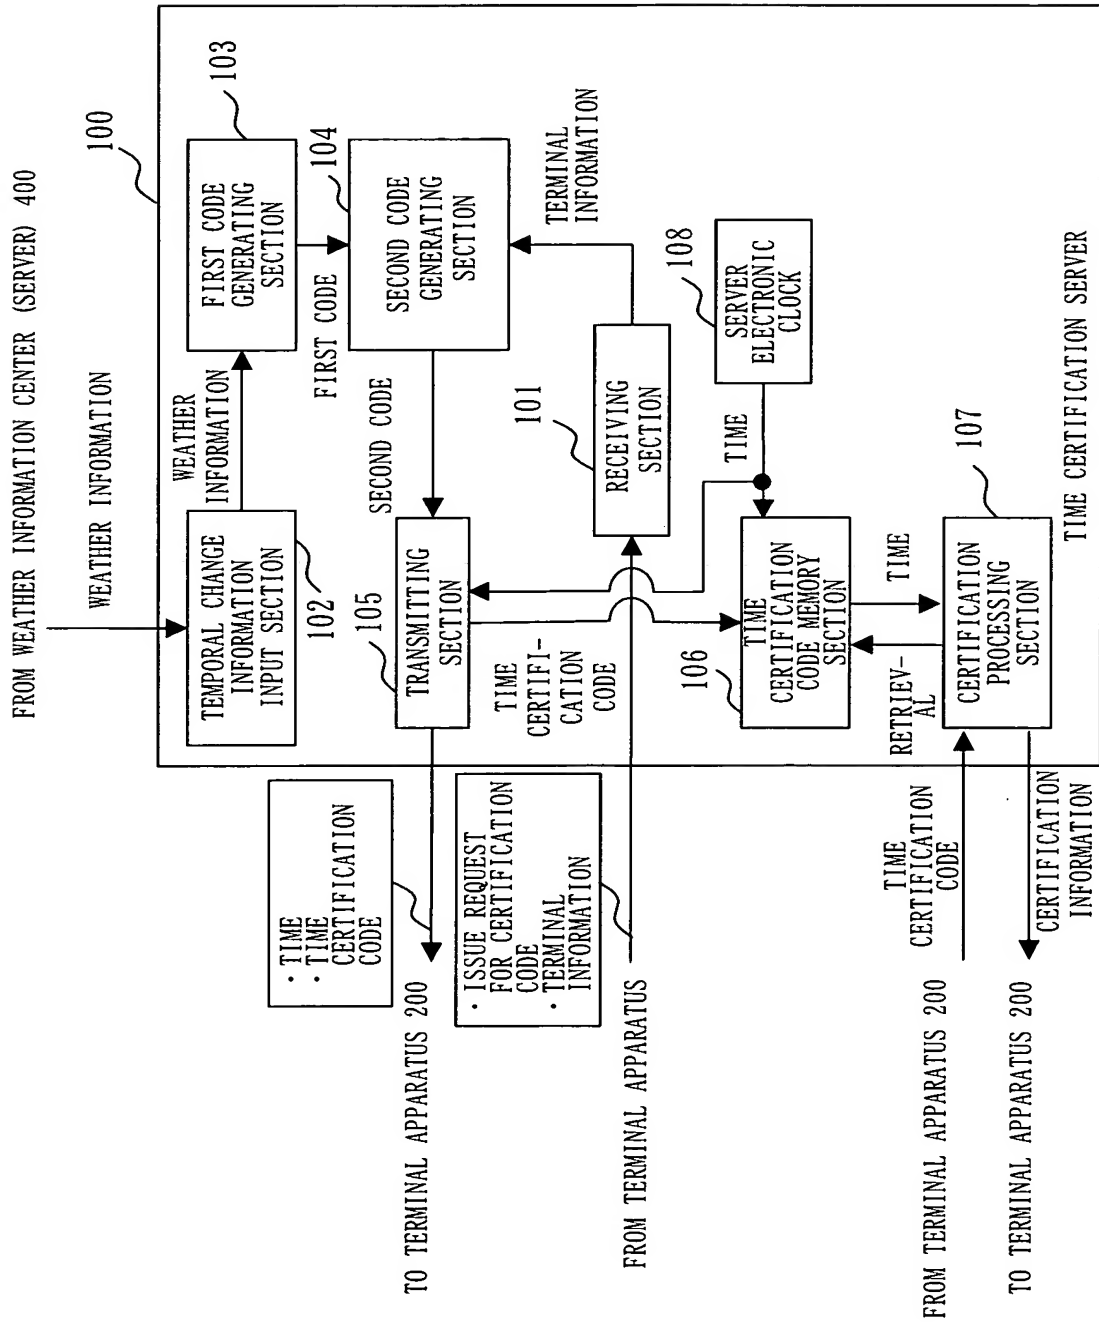 FROM WEATHER INFORMATION CENTER (SERVER) 400
WEATHER INFORMATION
100
TEMPORAL CHANGE
INFORMATION
INPUT SECTION
102
WEATHER
INFORMATION
FIRST CODE
GENERATING
SECTION
103
FIRST CODE
SECOND CODE
GENERATING
SECTION
104
SECOND CODE
TERMINAL
INFORMATION
TRANSMITTING
SECTION
105
· TIME
· TIME
CERTIFICATION
CODE
TO TERMINAL APPARATUS 200
· ISSUE REQUEST
FOR CERTIFICATION
CODE
· TERMINAL
INFORMATION
FROM TERMINAL APPARATUS
TIME
CERTIFI-
CATION
CODE
RECEIVING
SECTION
101
SERVER
ELECTRONIC
CLOCK
108
TIME
TIME
CERTIFICATION
CODE MEMORY
SECTION
106
RETRIEV-
AL
TIME
CERTIFICATION
PROCESSING
SECTION
107
TIME
CERTIFICATION
CODE
FROM TERMINAL APPARATUS 200
CERTIFICATION
INFORMATION
TO TERMINAL APPARATUS 200
TIME CERTIFICATION SERVER